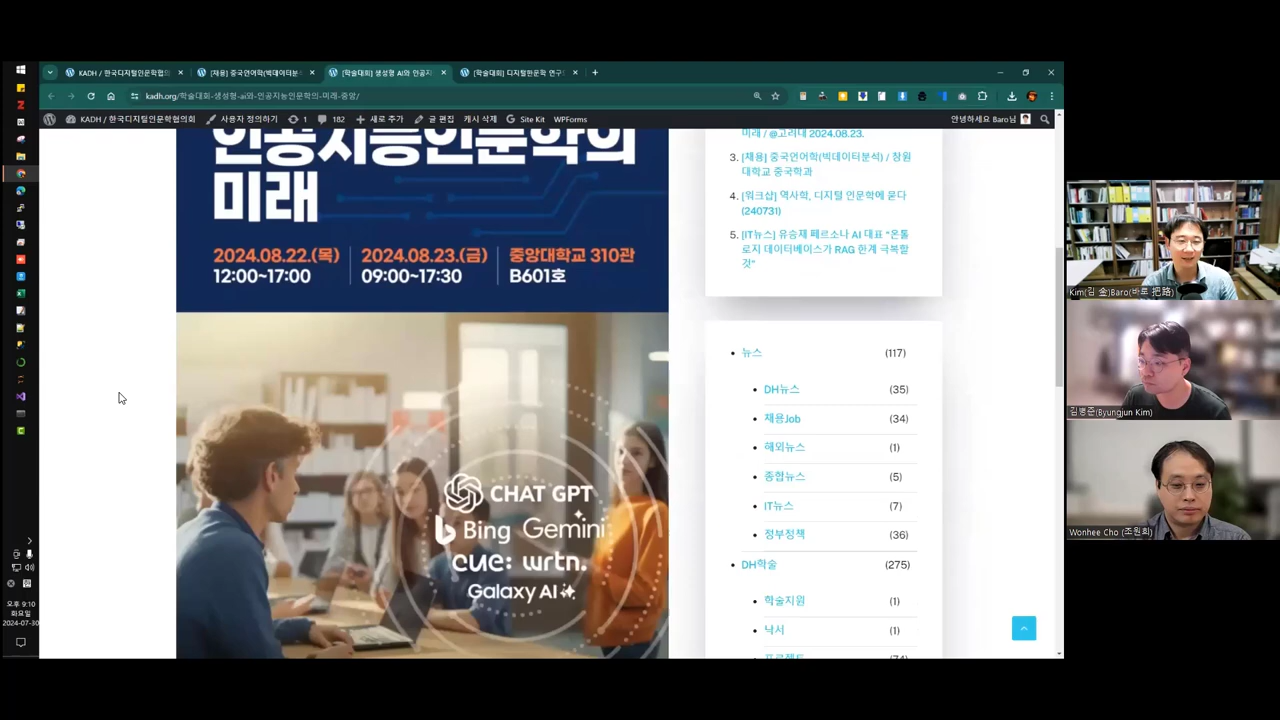 KADH / 한국디지털인문학협의
[채용] 중국언어학(빅데이터분석
[학술대회] 생성형 AI와 인공지
[학술대회] 디지털한문학 연구의
kadh.org/학술대회-생성형-ai와-인공지능인문학의-미래-중앙/
KADH / 한국디지털인문학협의회
사용자 정의하기
1
182
새로 추가
글 편집
캐시 삭제
Site Kit
WPForms
안녕하세요 Baro님
인공지능인문학의
미래
2024.08.22.(목)
12:00~17:00
2024.08.23.(금)
09:00~17:30
중앙대학교 310관
B601호
CHAT GPT
Bing Gemini
cue: wrtn.
Galaxy AI
미래 / @고려대 2024.08.23.
3. [채용] 중국언어학(빅데이터분석) / 창원
대학교 중국학과
4. [워크샵] 역사학, 디지털 인문학에 묻다
(240731)
5. [IT뉴스] 유승재 페르소나 AI 대표 “온톨
로지 데이터베이스가 RAG 한계 극복할
것”
뉴스 (117)
DH뉴스 (35)
채용Job (34)
해외뉴스 (1)
종합뉴스 (5)
IT뉴스 (7)
정부정책 (36)
DH학술 (275)
학술지원 (1)
낙서 (1)
프로젝트 (74)
오후 9:10
화요일
2024-07-30
Kim(김 金)Baro(바로 把路)
김병준(Byungjun Kim)
Wonhee Cho (조원희)